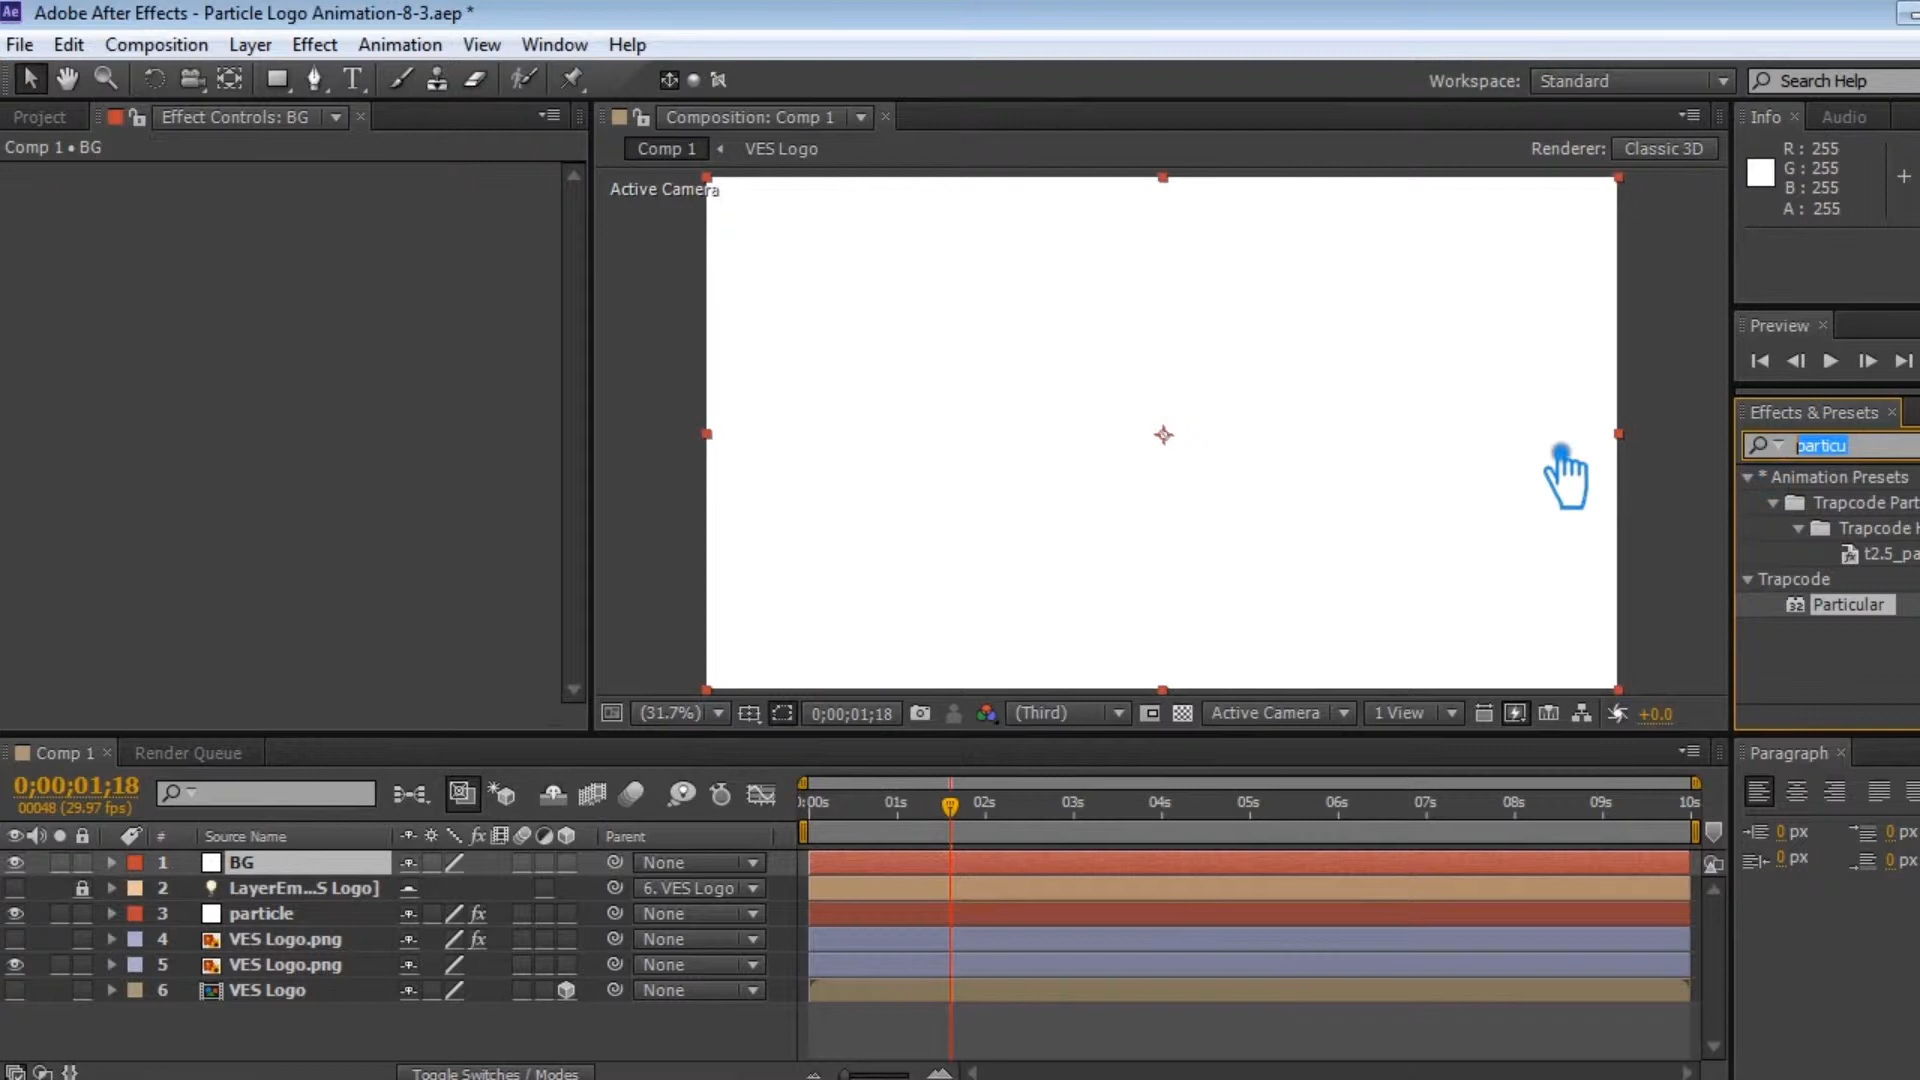 Ae Adobe After Effects - Particle Logo Animation-8-3.aep *
File Edit Composition Layer Effect Animation View Window Help
Workspace: Standard Search Help
Project Effect Controls: BG Composition: Comp 1 Info Audio
Comp 1 • BG
Comp 1 VES Logo Renderer: Classic 3D
R : 255
G : 255
B : 255
A : 255
Active Camera
Preview
Effects & Presets
particu
* Animation Presets
Trapcode Part
Trapcode H
t2.5_pa
Trapcode
32 Particular
(31.7%) 0;00;01;18 (Third) Active Camera 1 View +0.0
Comp 1 Render Queue Paragraph
0;00;01;18
00048 (29.97 fps)
):00s 01s 02s 03s 04s 05s 06s 07s 08s 09s 10s
# Source Name fx Parent
0 px 0 px
0 px 0 px
1 BG None
2 LayerEm...S Logo] 6. VES Logo
3 particle fx None
4 VES Logo.png fx None
5 VES Logo.png None
6 VES Logo None
Toggle Switches / Modes